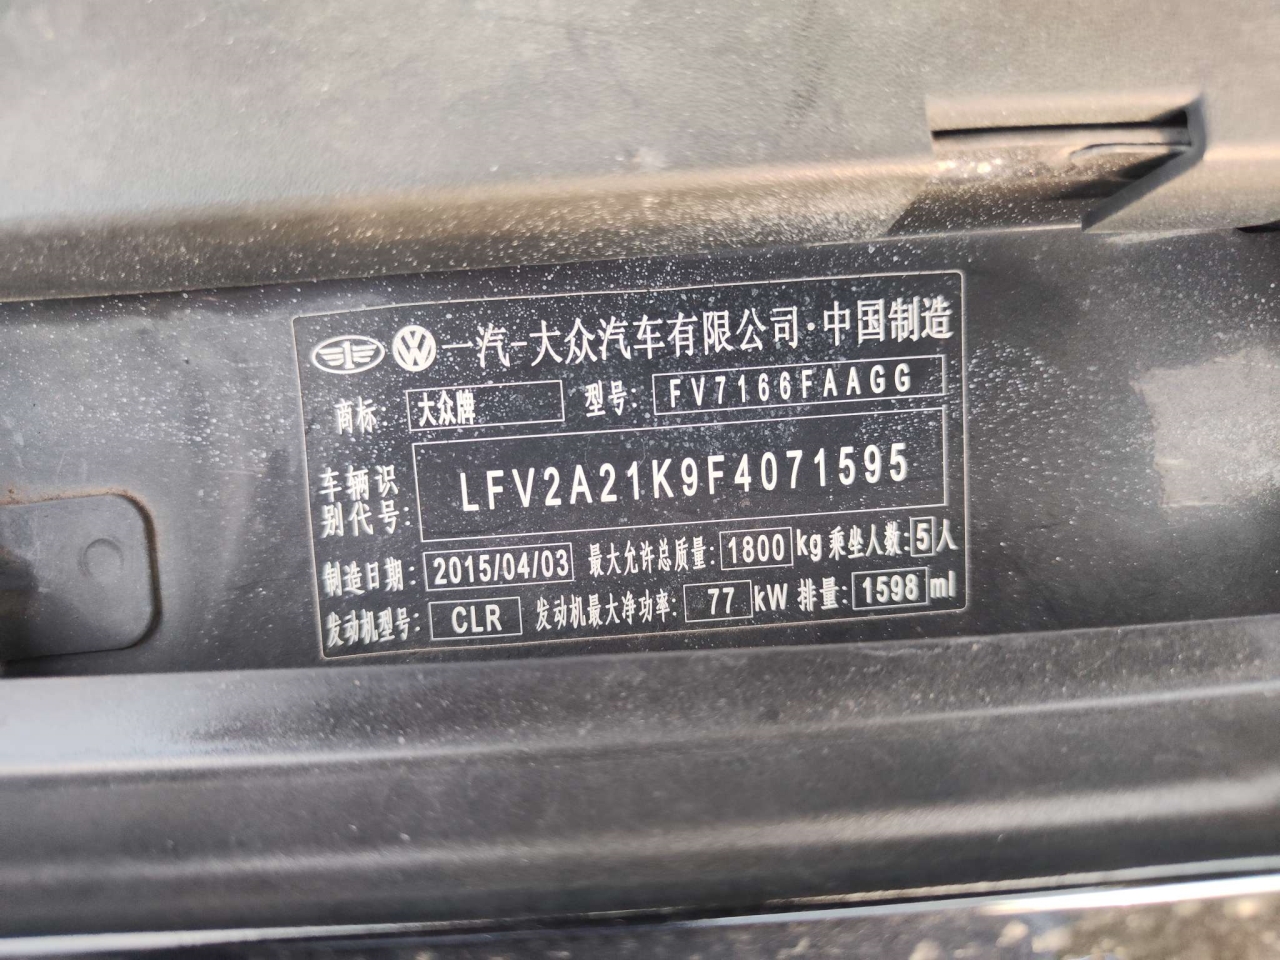 一汽-大众汽车有限公司·中国制造
商标: 大众牌 型号: FV7166FAAGG
车辆识别代号: LFV2A21K9F4071595
制造日期: 2015/04/03 最大允许总质量: 1800 kg 乘坐人数: 5 人
发动机型号: CLR 发动机最大净功率: 77 kW 排量: 1598 ml